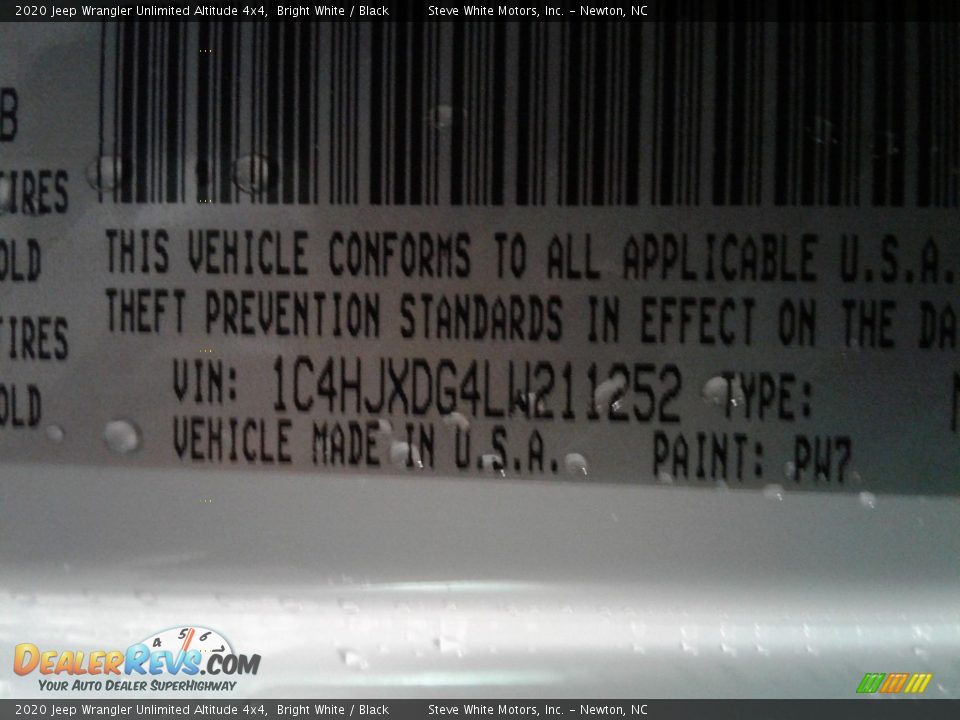 2020 Jeep Wrangler Unlimited Altitude 4x4, Bright White / Black Steve White Motors, Inc. – Newton, NC
B
TIRES
OLD
TIRES
OLD
THIS VEHICLE CONFORMS TO ALL APPLICABLE U.S.A.
THEFT PREVENTION STANDARDS IN EFFECT ON THE DA
VIN: 1C4HJXDG4LW211252 TYPE: M
VEHICLE MADE IN U.S.A. PAINT: PW7
4 5 6
DEALERREVS.COM
YOUR AUTO DEALER SUPERHIGHWAY
2020 Jeep Wrangler Unlimited Altitude 4x4, Bright White / Black Steve White Motors, Inc. – Newton, NC